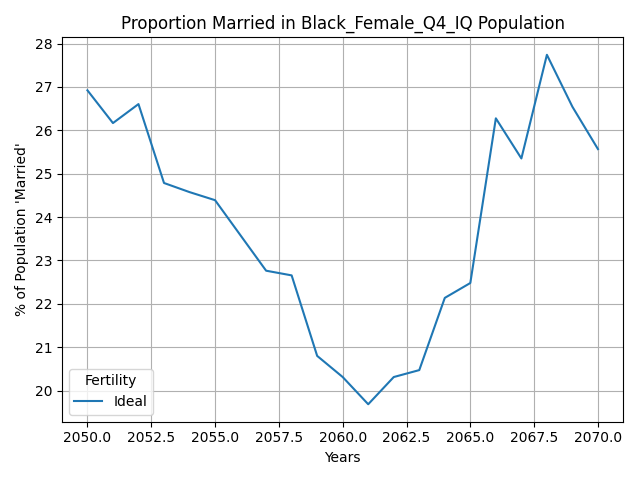 Proportion Married in Black_Female_Q4_IQ Population
% of Population 'Married'
28
27
26
25
24
23
22
21
20
Fertility
Ideal
2050.0 2052.5 2055.0 2057.5 2060.0 2062.5 2065.0 2067.5 2070.0
Years